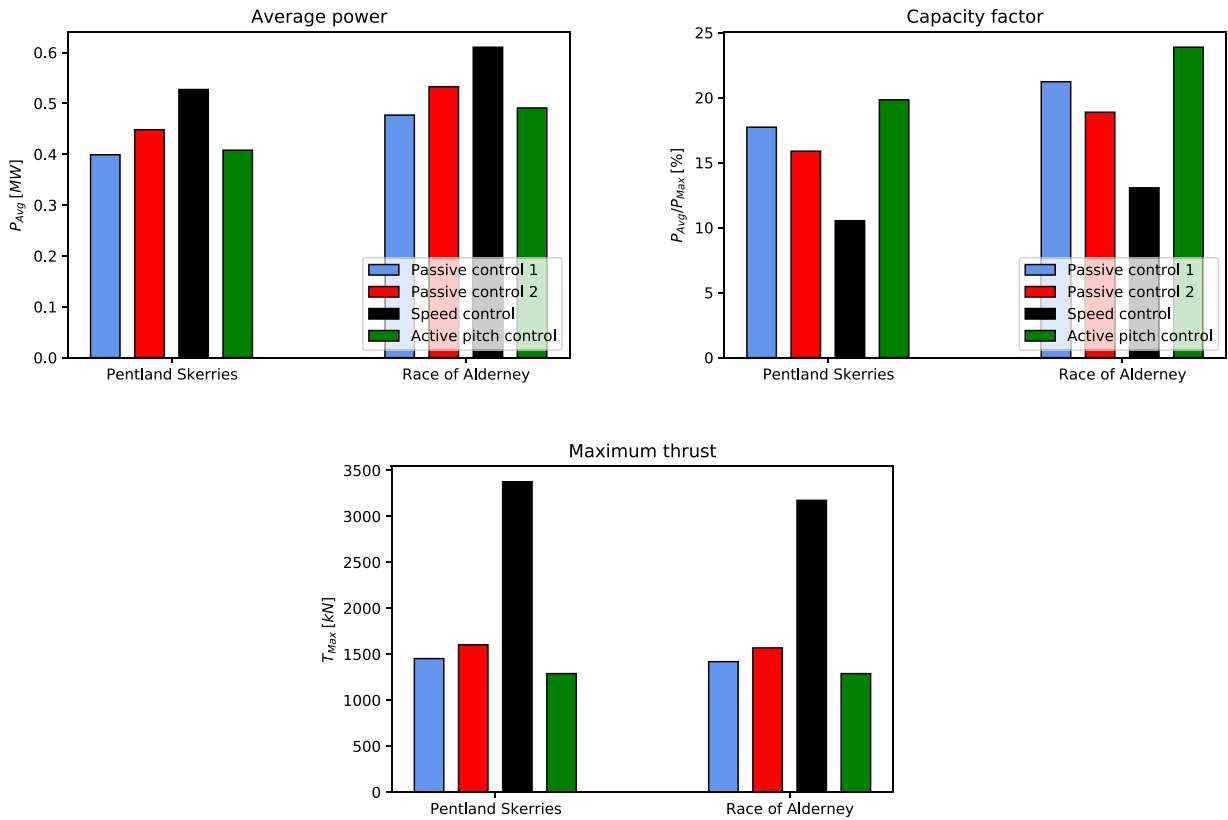 Average power
P_Avg [MW]
0.6
0.5
0.4
0.3
0.2
0.1
0.0
Passive control 1
Passive control 2
Speed control
Active pitch control
Pentland Skerries
Race of Alderney
Capacity factor
P_Avg/P_Max [%]
25
20
15
10
5
0
Passive control 1
Passive control 2
Speed control
Active pitch control
Pentland Skerries
Race of Alderney
Maximum thrust
T_Max [kN]
3500
3000
2500
2000
1500
1000
500
0
Pentland Skerries
Race of Alderney